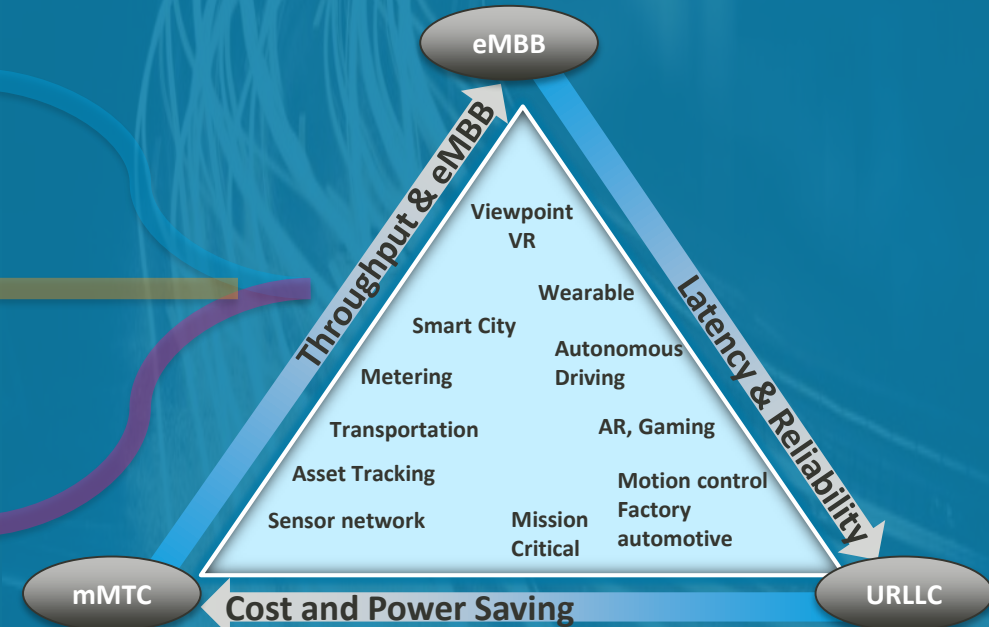 eMBB
Throughput & eMBB
Latency & Reliability
Viewpoint
VR
Wearable
Smart City
Autonomous
Driving
Metering
Transportation
AR, Gaming
Asset Tracking
Motion control
Factory
automotive
Sensor network
Mission
Critical
mMTC
Cost and Power Saving
URLLC